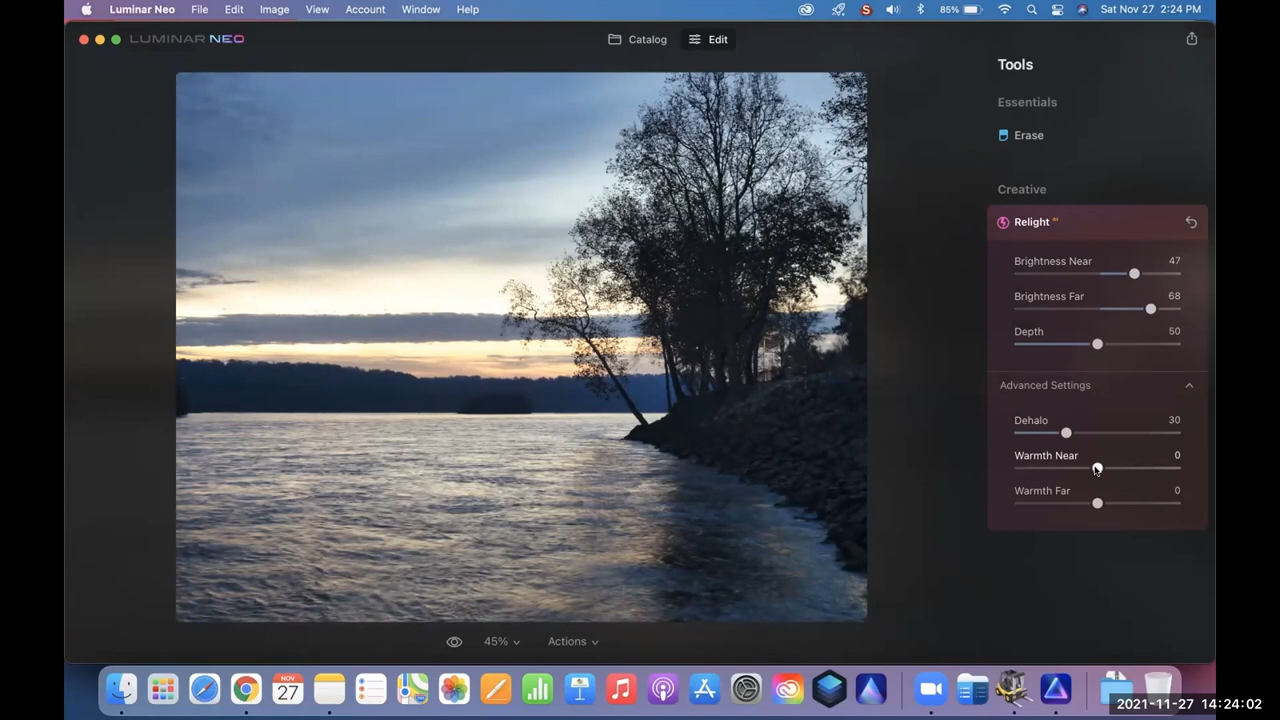 Luminar Neo File Edit Image View Account Window Help 85% Sat Nov 27 2:24 PM
LUMINAR NEO Catalog Edit
Tools
Essentials
Erase
Creative
Relight AI
Brightness Near 47
Brightness Far 68
Depth 50
Advanced Settings
Dehalo 30
Warmth Near 0
Warmth Far 0
45% Actions
NOV
27
2021-11-27 14:24:02